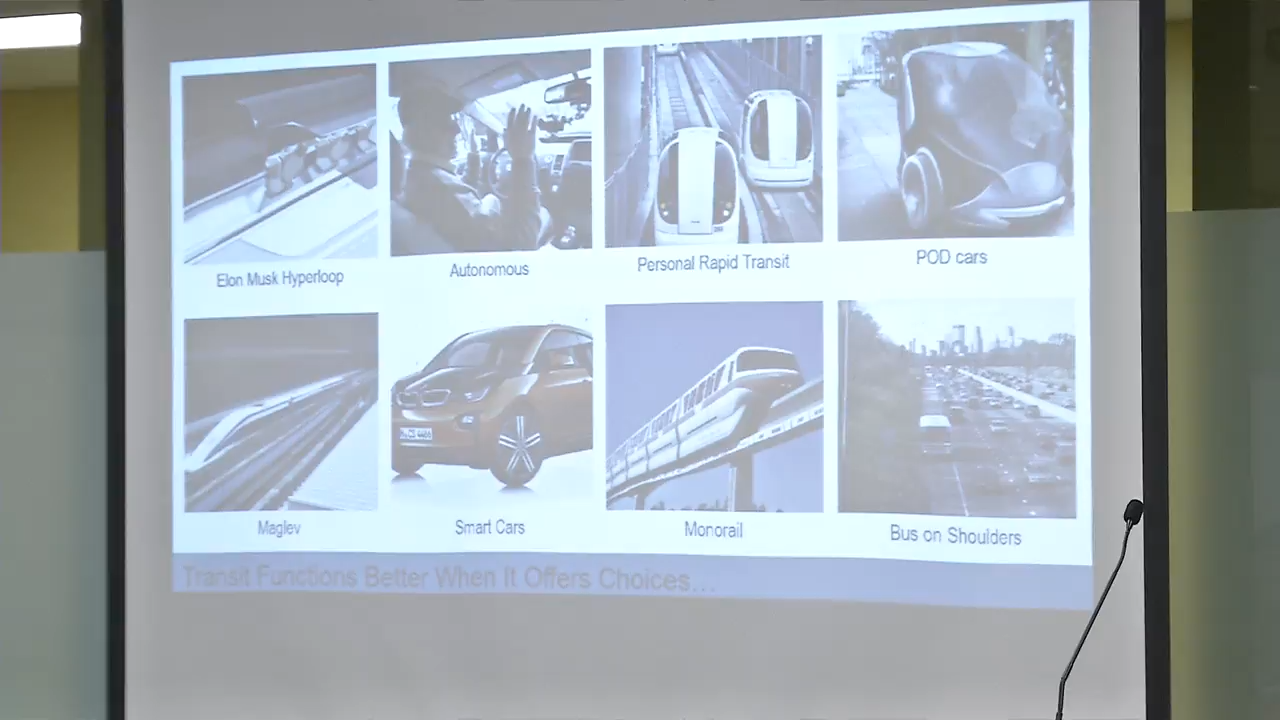 Elon Musk Hyperloop
Autonomous
Personal Rapid Transit
POD cars
Maglev
Smart Cars
Monorail
Bus on Shoulders
Transit Functions Better When It Offers Choices...